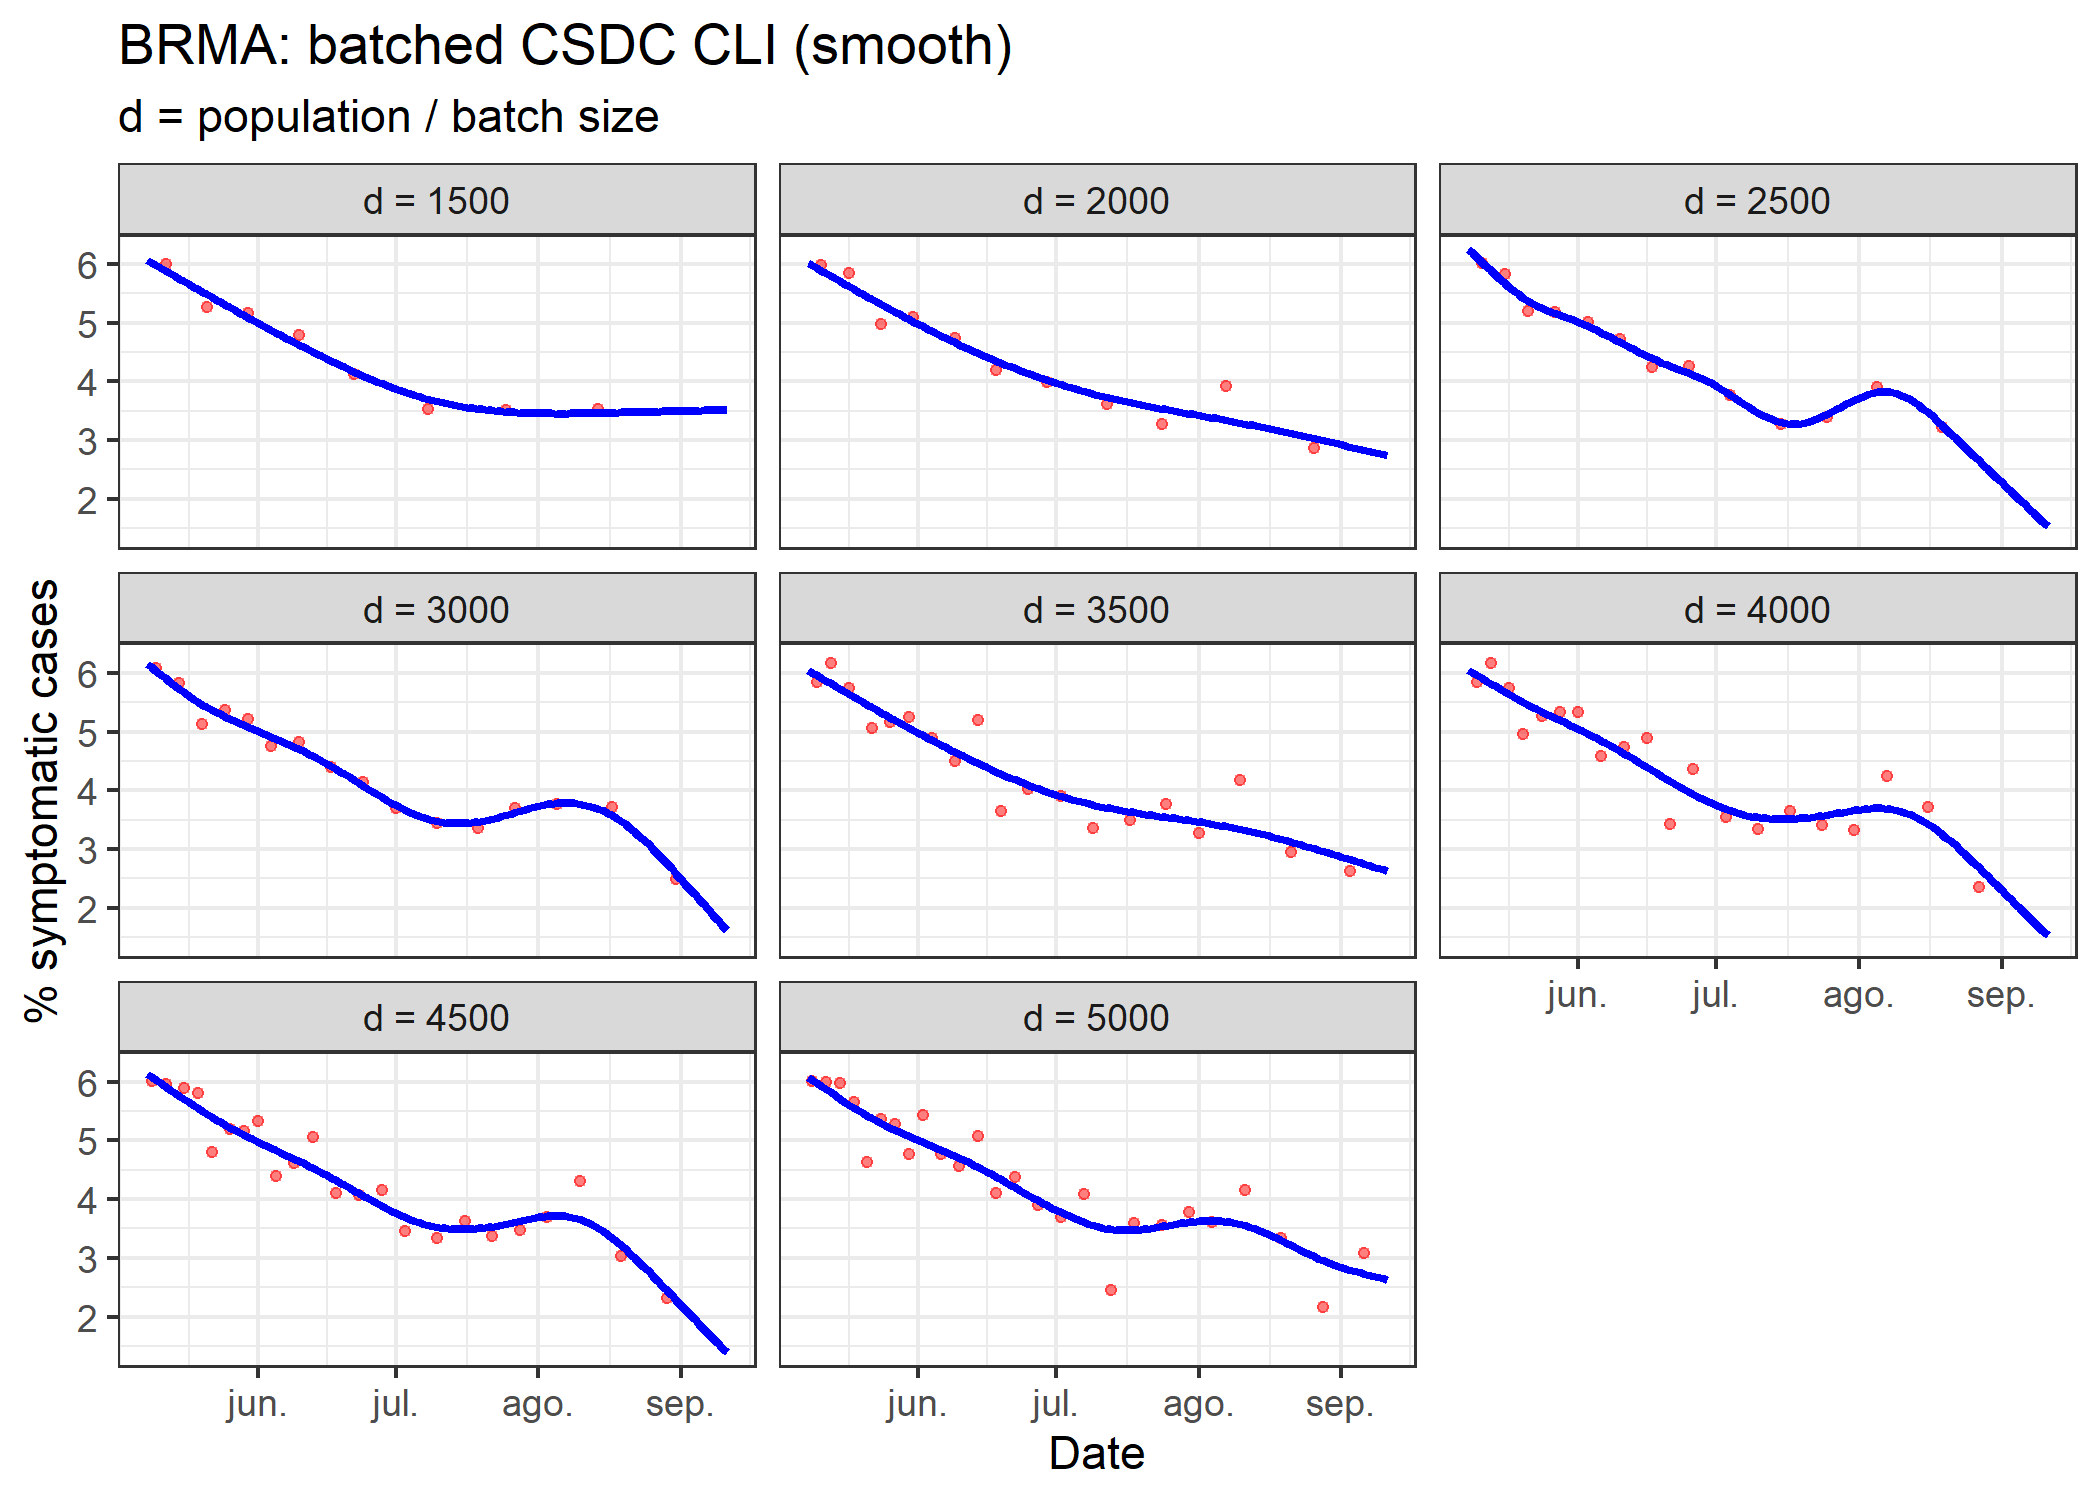 BRMA: batched CSDC CLI (smooth)
d = population / batch size
d = 1500
d = 2000
d = 2500
6
5
4
3
2
d = 3000
d = 3500
d = 4000
6
5
4
3
2
jun.
jul.
ago.
sep.
d = 4500
d = 5000
6
5
4
3
2
jun.
jul.
ago.
sep.
jun.
jul.
ago.
sep.
% symptomatic cases
Date